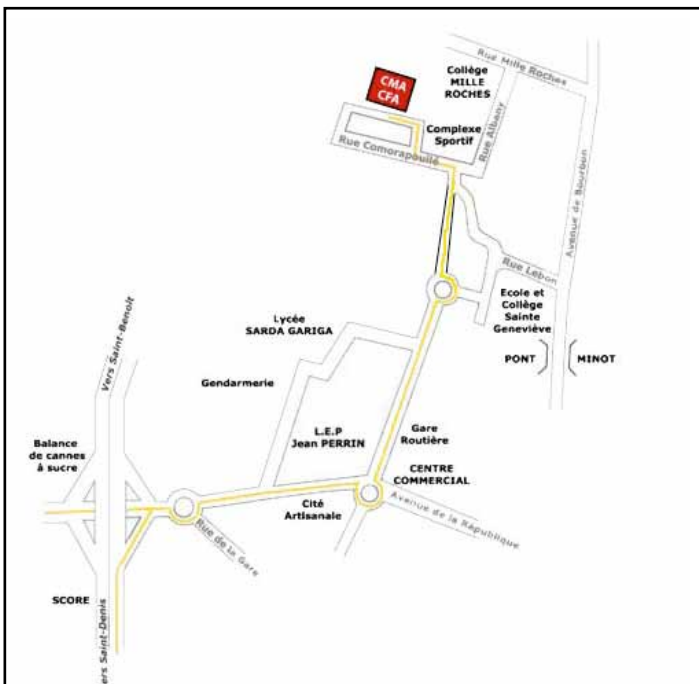 Rue Mille Roches
Collège
MILLE
ROCHES
CMA
CFA
Complexe
Sportif
Rue Albany
Rue Comorapoullé
Avenue de Bourbon
Rue Lebon
Ecole et
Collège
Sainte
Geneviève
PONT
MINOT
Lycée
SARDA GARIGA
Vers Saint-Benoit
Gendarmerie
L.E.P
Jean PERRIN
Gare
Routière
Balance
de cannes
à sucre
CENTRE
COMMERCIAL
Cité
Artisanale
Avenue de la République
Rue de la Gare
SCORE
Vers Saint-Denis